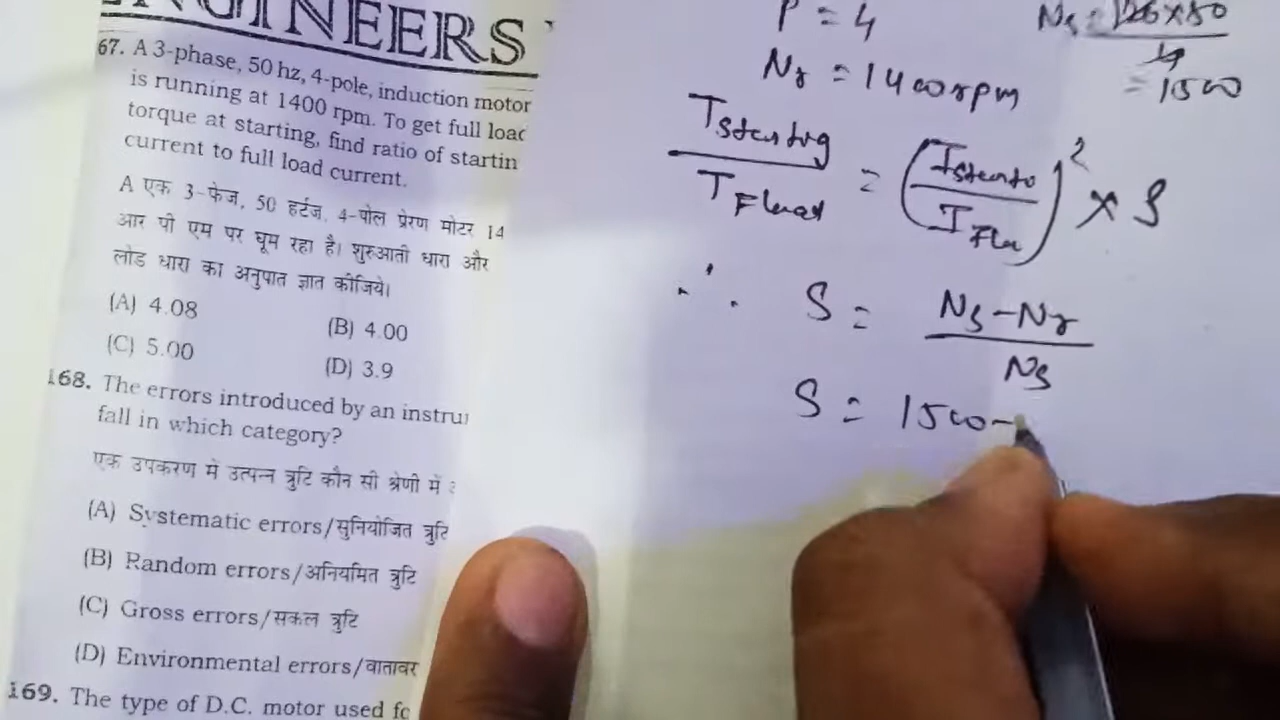 ENGINEERS
67. A 3-phase, 50 hz, 4-pole, induction motor
is running at 1400 rpm. To get full load
torque at starting, find ratio of startin
current to full load current.
A एक 3-फेज, 50 हर्टज, 4-पोल प्रेरण मोटर 14
आर पी एम पर घूम रहा है। शुरुआती धारा और
लोड धारा का अनुपात ज्ञात कीजिये।
(A) 4.08
(B) 4.00
(C) 5.00
(D) 3.9
168. The errors introduced by an instru
fall in which category?
एक उपकरण में उत्पन्न त्रुटि कौन सी श्रेणी में
(A) Systematic errors/सुनियोजित त्रुटि
(B) Random errors/अनियमित त्रुटि
(C) Gross errors/सकल त्रुटि
(D) Environmental errors/वातावर
169. The type of D.C. motor used fo
P = 4
Ns = 120×50
4
= 1500
Nr = 1400rpm
Tstarting
TFload
= ( / )² × S
IFL
∴ S = Ns-Nr
Ns
S = 1500-